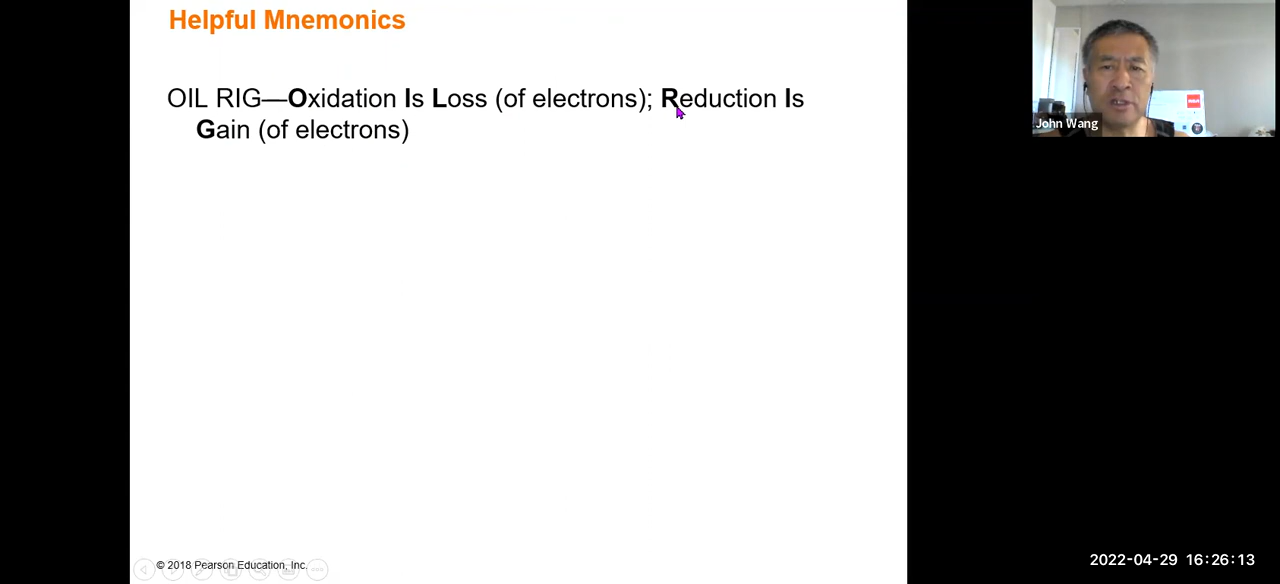 Helpful Mnemonics
OIL RIG—Oxidation Is Loss (of electrons); Reduction Is
Gain (of electrons)
John Wang
© 2018 Pearson Education, Inc.
2022-04-29 16:26:13